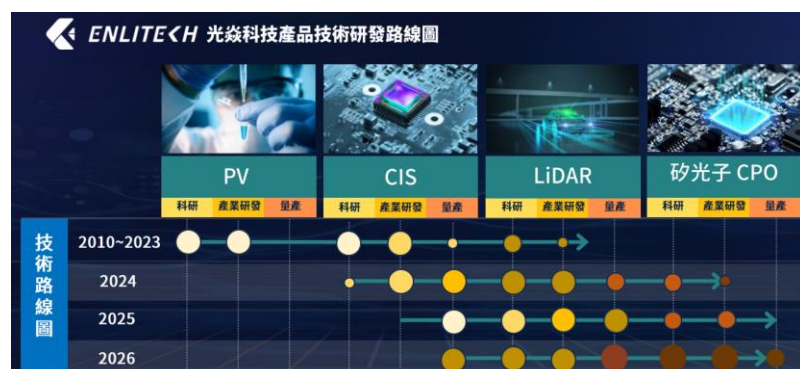 ENLITECH 光焱科技產品技術研發路線圖
PV
CIS
LiDAR
矽光子 CPO
科研 產業研發 量產 科研 產業研發 量產 科研 產業研發 量產 科研 產業研發 量產
技術路線圖
2010~2023
2024
2025
2026